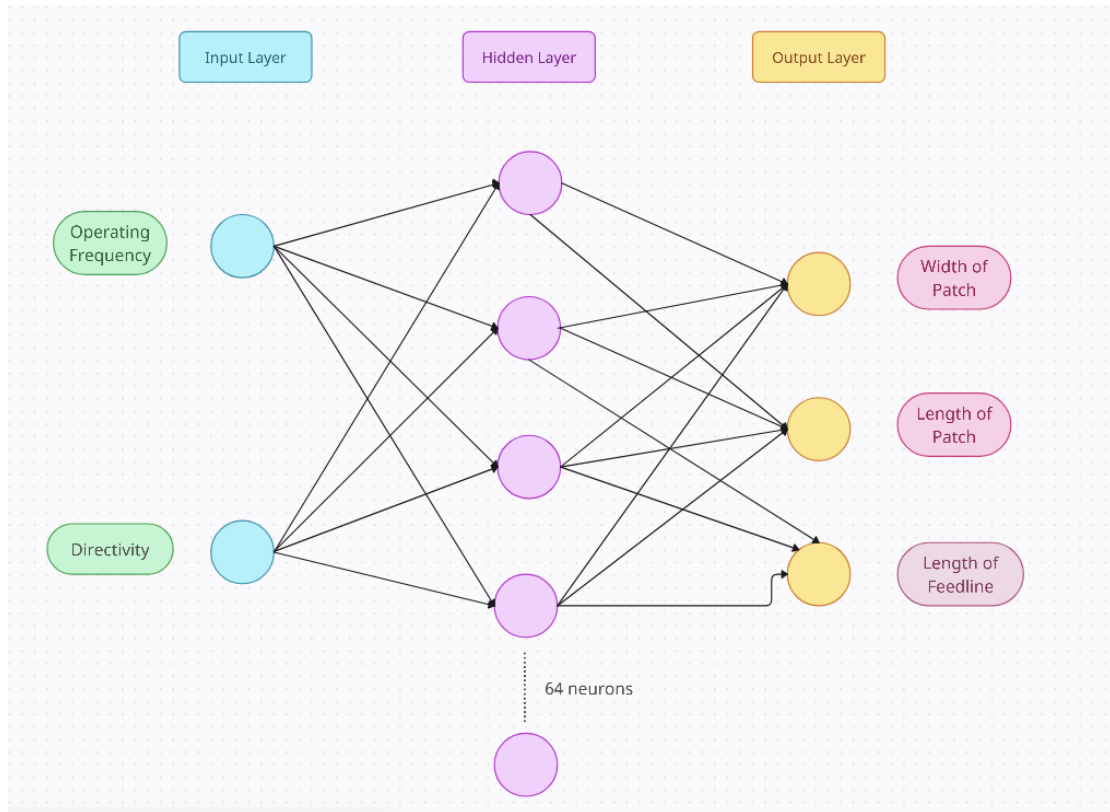 Input Layer
Hidden Layer
Output Layer
Operating
Frequency
Width of
Patch
Length of
Patch
Directivity
Length of
Feedline
64 neurons